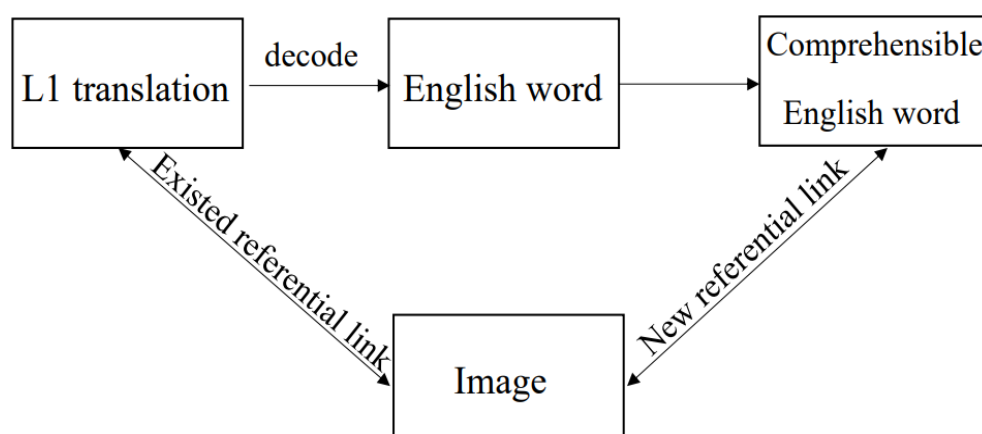 L1 translation
decode
English word
Comprehensible
English word
Existed referential link
New referential link
Image